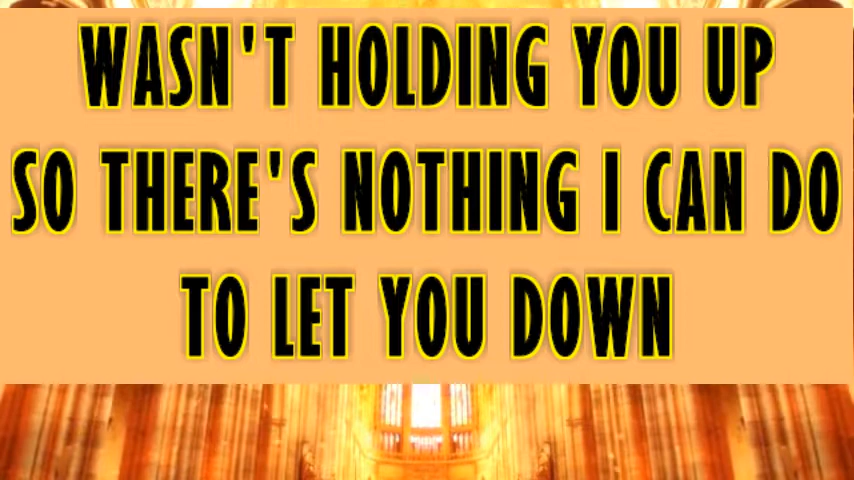 WASN'T HOLDING YOU UP
SO THERE'S NOTHING I CAN DO
TO LET YOU DOWN